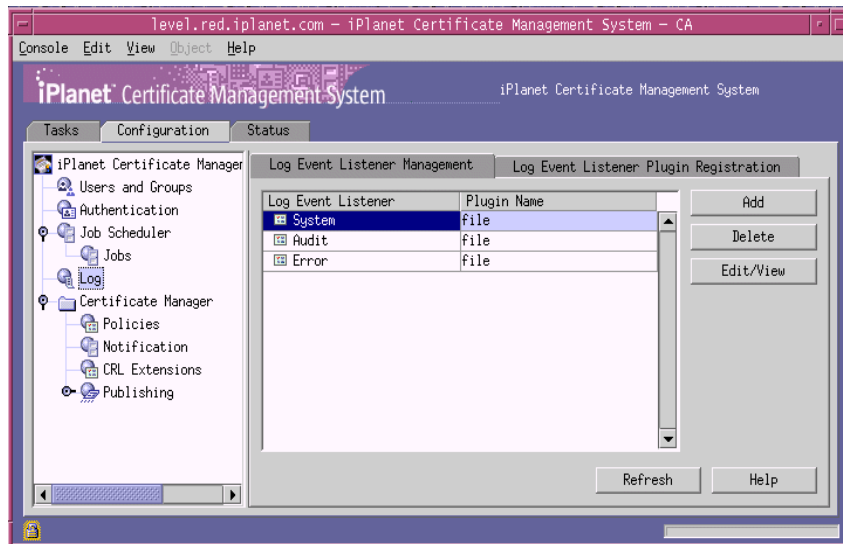 level.red.iplanet.com — iPlanet Certificate Management System — CA
Console Edit View Object Help
iPlanet Certificate Management System
iPlanet Certificate Management System
Tasks Configuration Status
iPlanet Certificate Manager
Users and Groups
Authentication
Job Scheduler
Jobs
Log
Certificate Manager
Policies
Notification
CRL Extensions
Publishing
Log Event Listener Management
Log Event Listener Plugin Registration
Log Event Listener Plugin Name
System file
Audit file
Error file
Add
Delete
Edit/View
Refresh
Help